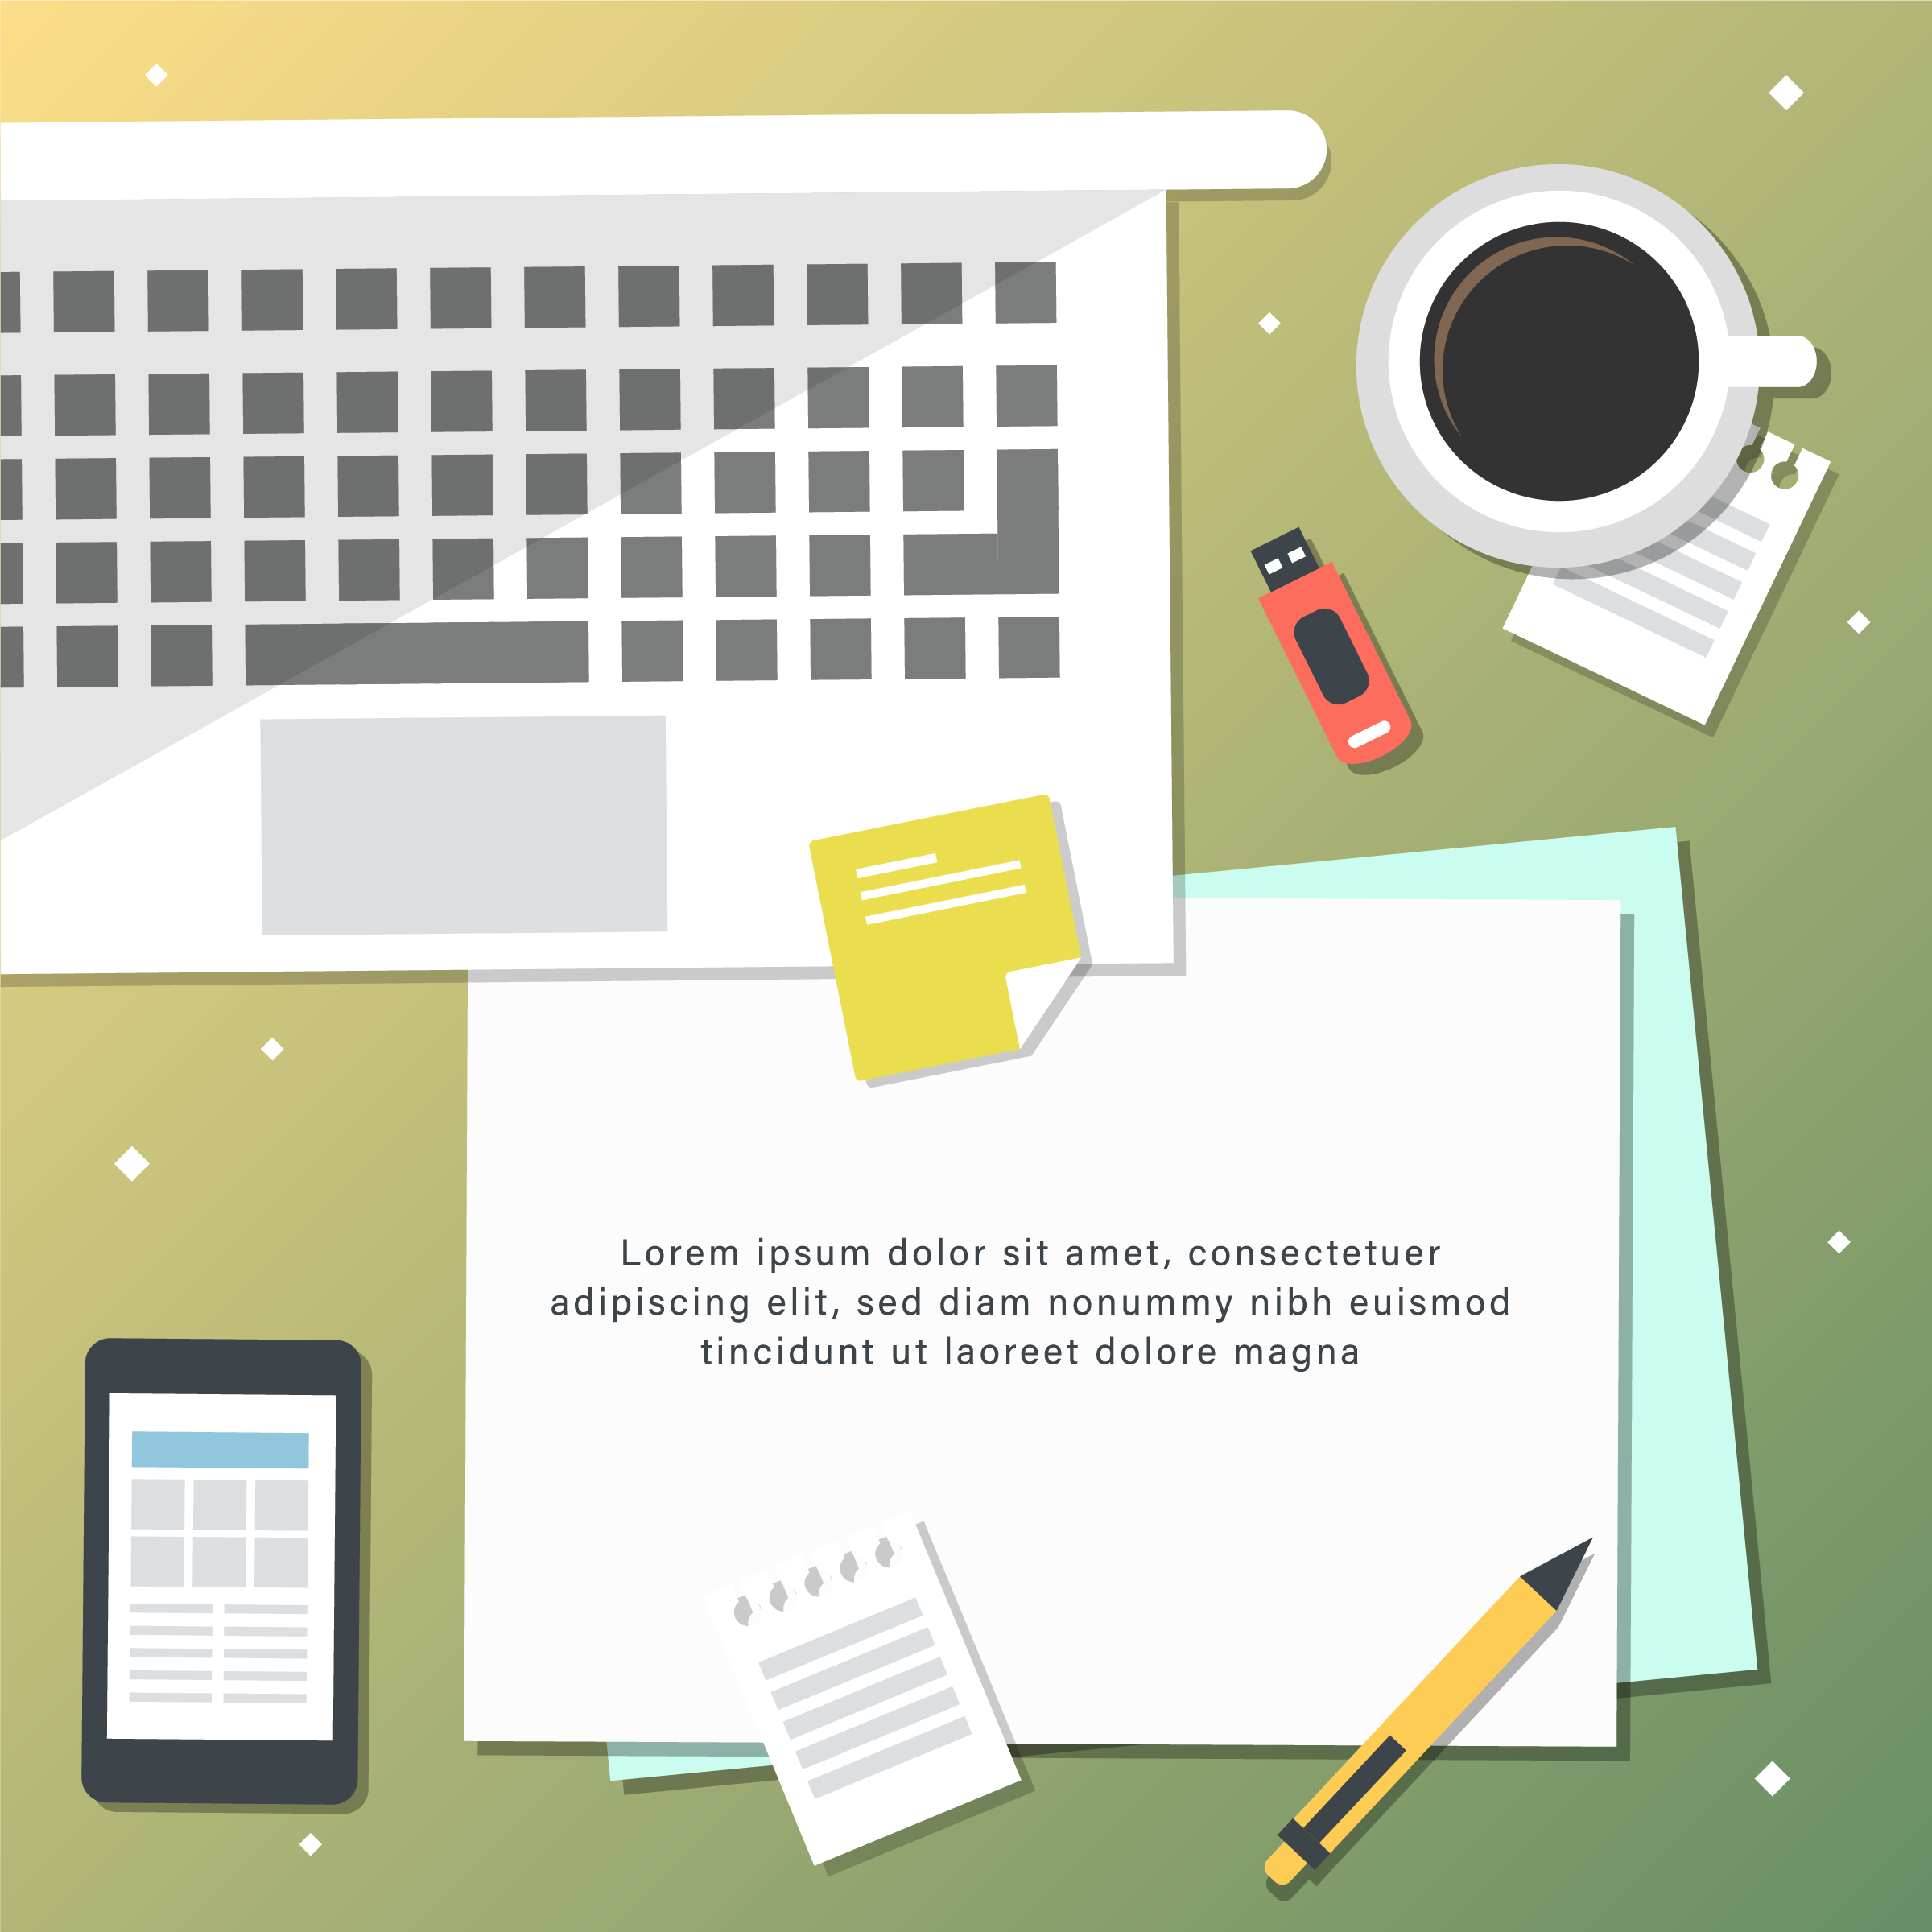 Lorem ipsum dolor sit amet, consectetuer
adipiscing elit, sed diam nonummy nibh euismod
tincidunt ut laoreet dolore magna